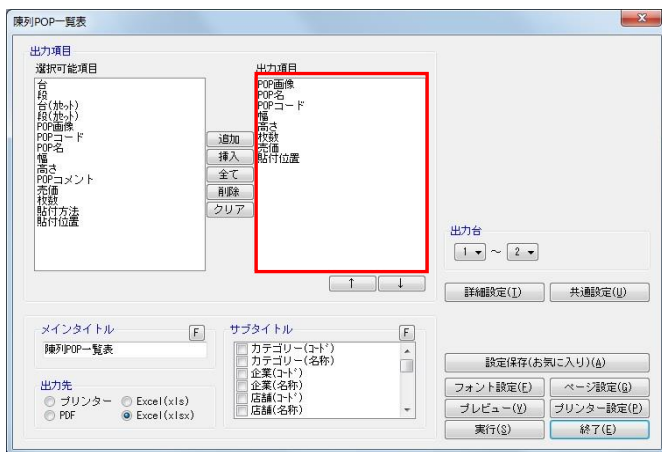 陳列POP一覧表
出力項目
選択可能項目
台
段
台(ｶｾｯﾄ)
段(ｶｾｯﾄ)
POP画像
POPコード
POP名
幅
高さ
POPコメント
売価
枚数
貼付方法
貼付位置
追加
挿入
全て
削除
クリア
出力項目
POP画像
POP名
POPコード
幅
高さ
枚数
売価
貼付位置
↑ ↓
出力台
1 ～ 2
詳細設定(I) 共通設定(U)
メインタイトル F
陳列POP一覧表
出力先
プリンター Excel(xls)
PDF Excel(xlsx)
サブタイトル F
カテゴリー(ｺｰﾄﾞ)
カテゴリー(名称)
企業(ｺｰﾄﾞ)
企業(名称)
店舗(ｺｰﾄﾞ)
店舗(名称)
設定保存(お気に入り)(A)
フォント設定(F) ページ設定(G)
プレビュー(V) プリンター設定(P)
実行(S) 終了(E)